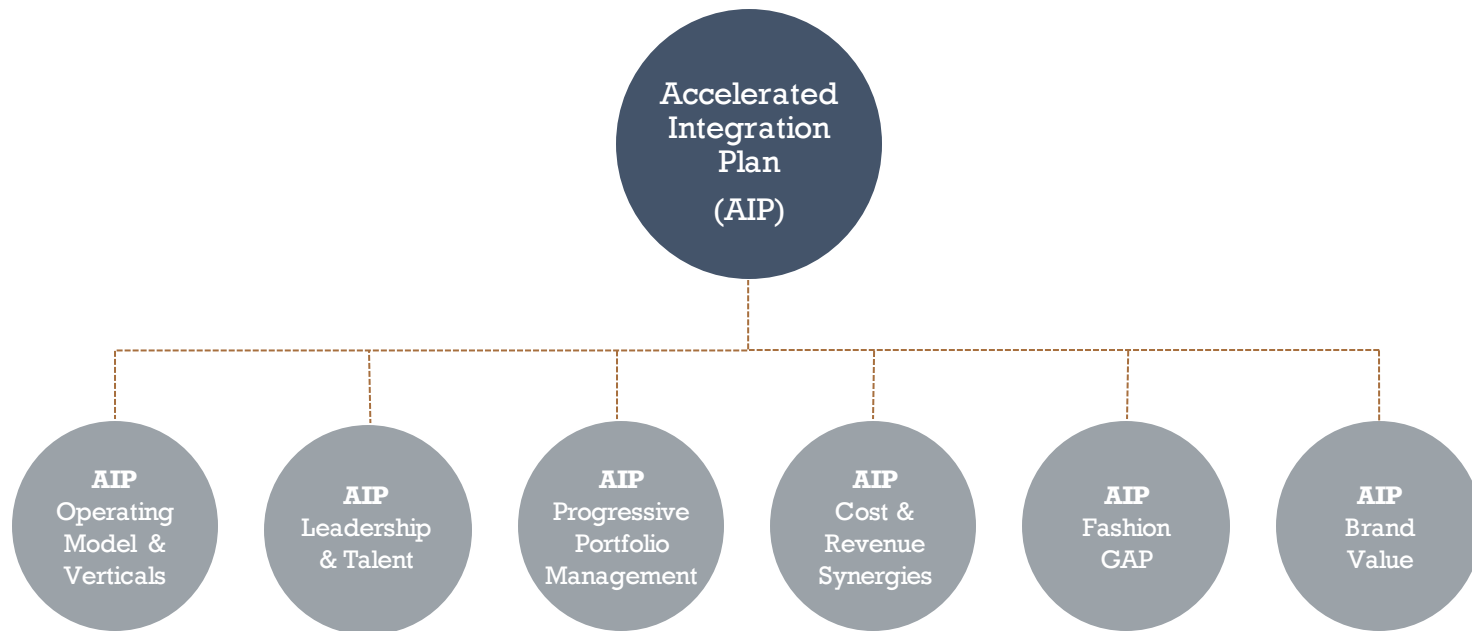 Accelerated
Integration
Plan
(AIP)
AIP
Operating
Model &
Verticals
AIP
Leadership
& Talent
AIP
Progressive
Portfolio
Management
AIP
Cost &
Revenue
Synergies
AIP
Fashion
GAP
AIP
Brand
Value